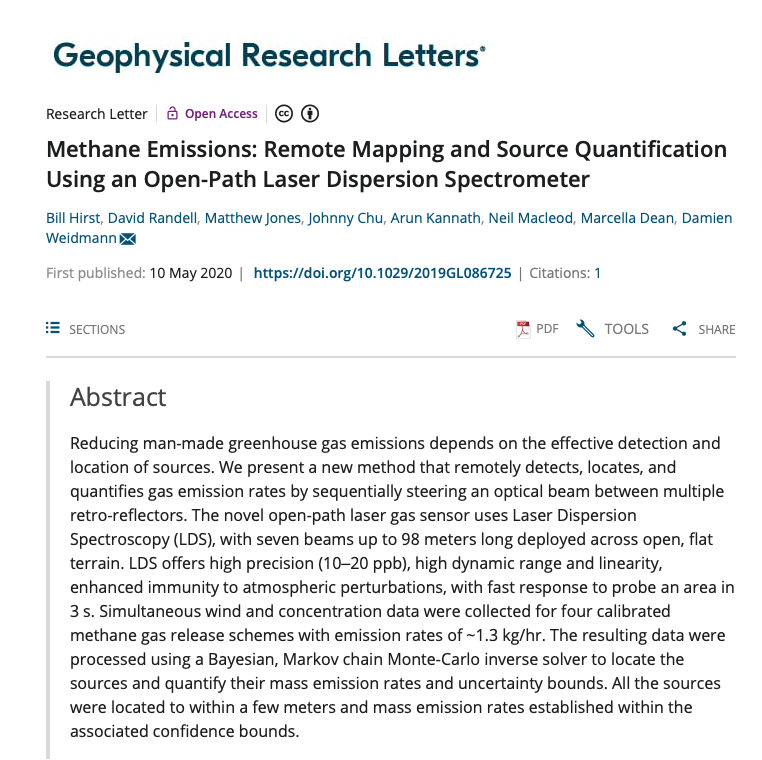 Geophysical Research Letters®
Research Letter | Open Access | cc
Methane Emissions: Remote Mapping and Source Quantification
Using an Open-Path Laser Dispersion Spectrometer
Bill Hirst, David Randell, Matthew Jones, Johnny Chu, Arun Kannath, Neil Macleod, Marcella Dean, Damien
Weidmann
First published: 10 May 2020 | https://doi.org/10.1029/2019GL086725 | Citations: 1
SECTIONS PDF TOOLS SHARE
Abstract
Reducing man-made greenhouse gas emissions depends on the effective detection and
location of sources. We present a new method that remotely detects, locates, and
quantifies gas emission rates by sequentially steering an optical beam between multiple
retro-reflectors. The novel open-path laser gas sensor uses Laser Dispersion
Spectroscopy (LDS), with seven beams up to 98 meters long deployed across open, flat
terrain. LDS offers high precision (10–20 ppb), high dynamic range and linearity,
enhanced immunity to atmospheric perturbations, with fast response to probe an area in
3 s. Simultaneous wind and concentration data were collected for four calibrated
methane gas release schemes with emission rates of ~1.3 kg/hr. The resulting data were
processed using a Bayesian, Markov chain Monte-Carlo inverse solver to locate the
sources and quantify their mass emission rates and uncertainty bounds. All the sources
were located to within a few meters and mass emission rates established within the
associated confidence bounds.